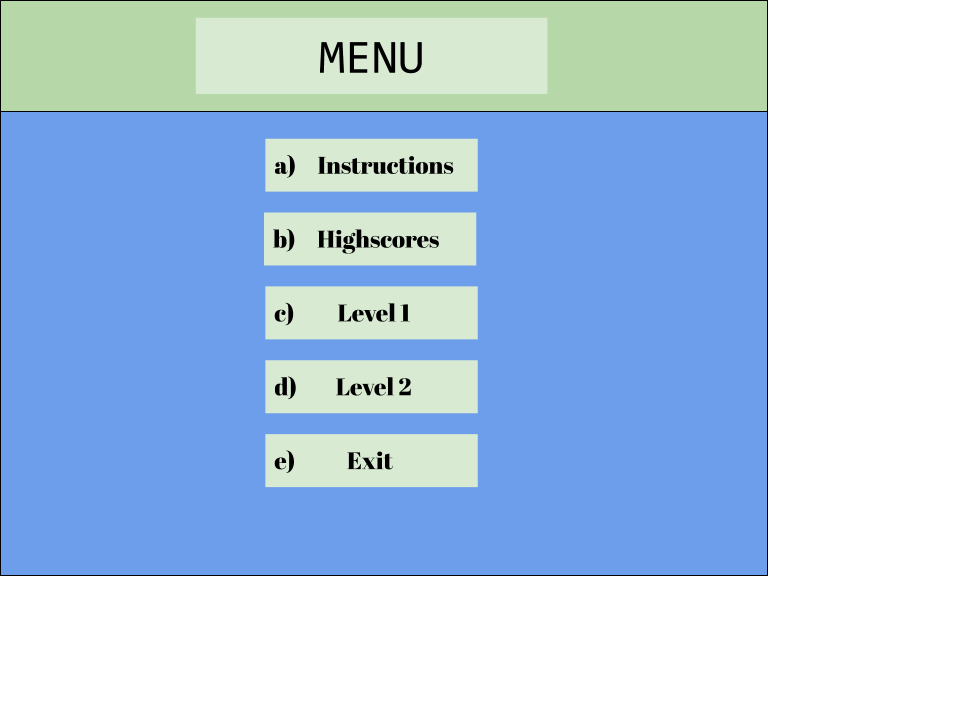 MENU
a) Instructions
b) Highscores
c) Level 1
d) Level 2
e) Exit